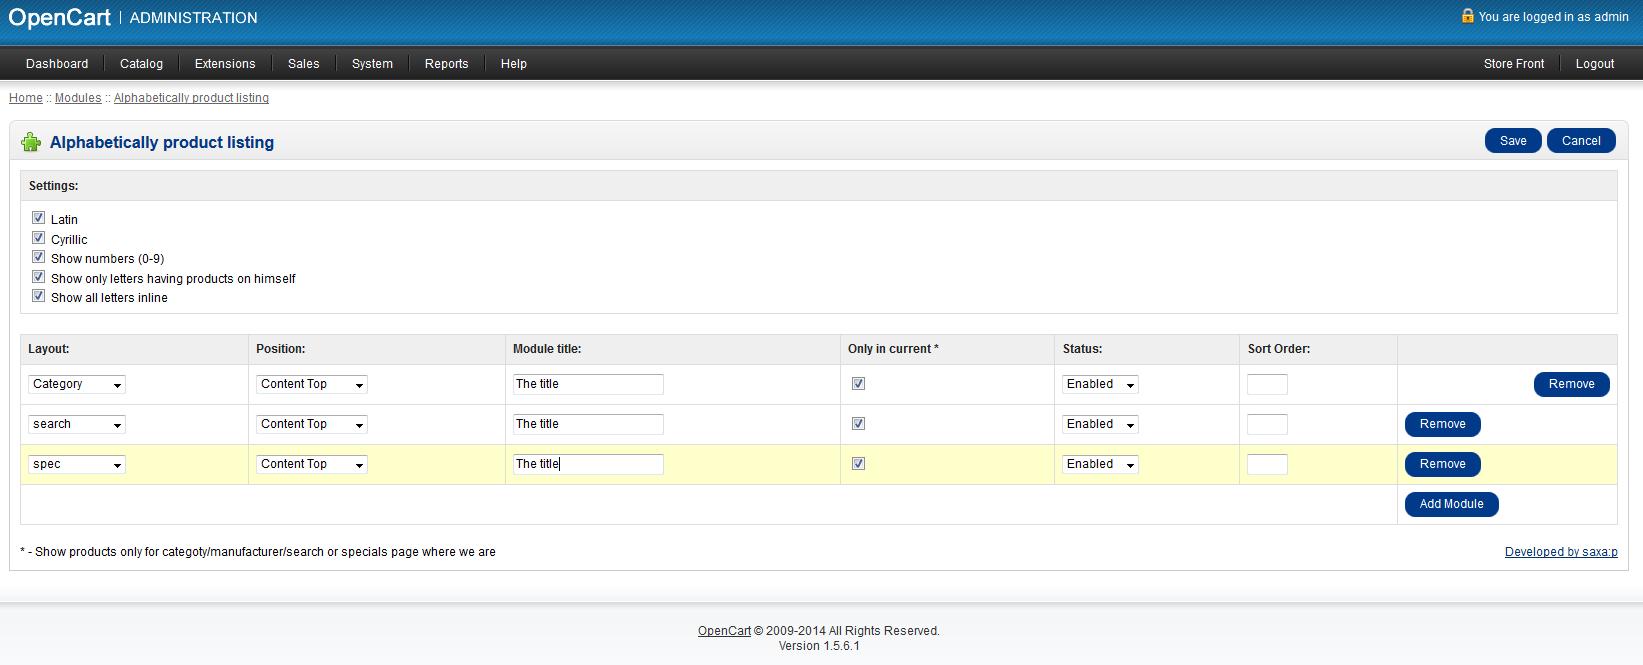 OpenCart | ADMINISTRATION
You are logged in as admin
Dashboard Catalog Extensions Sales System Reports Help Store Front Logout
Home :: Modules :: Alphabetically product listing
Alphabetically product listing Save Cancel
Settings:
Latin
Cyrillic
Show numbers (0-9)
Show only letters having products on himself
Show all letters inline
Layout: Position: Module title: Only in current * Status: Sort Order:
Category Content Top The title Enabled Remove
search Content Top The title Enabled Remove
spec Content Top The title Enabled Remove
Add Module
* - Show products only for categoty/manufacturer/search or specials page where we are
Developed by saxa:p
OpenCart © 2009-2014 All Rights Reserved.
Version 1.5.6.1